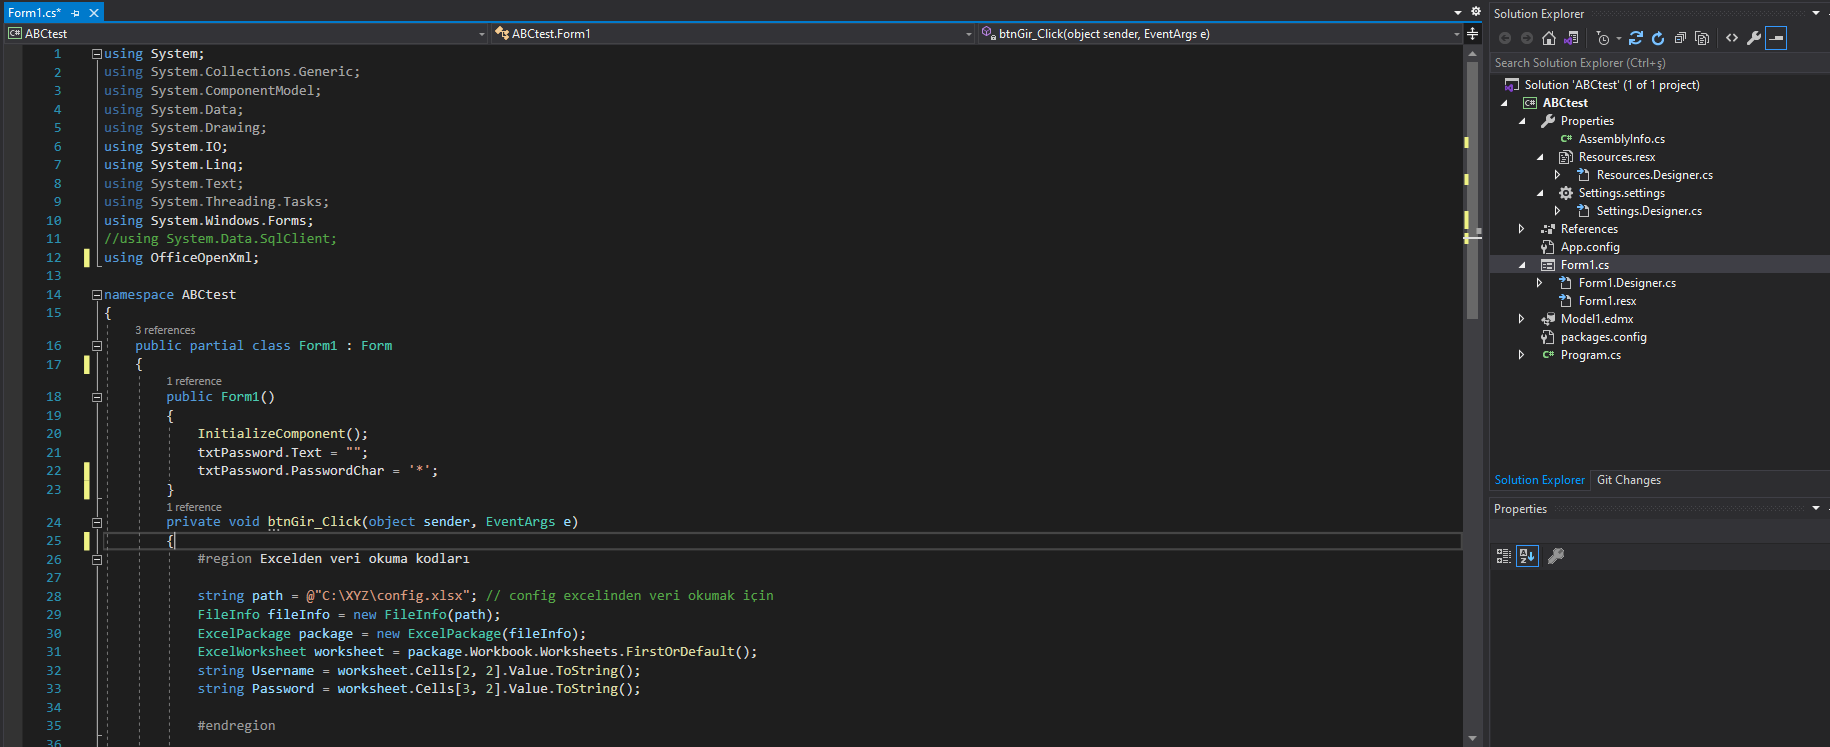 Form1.cs*
ABCtest
ABCtest.Form1
btnGir_Click(object sender, EventArgs e)
1 using System;
2 using System.Collections.Generic;
3 using System.ComponentModel;
4 using System.Data;
5 using System.Drawing;
6 using System.IO;
7 using System.Linq;
8 using System.Text;
9 using System.Threading.Tasks;
10 using System.Windows.Forms;
11 //using System.Data.SqlClient;
12 using OfficeOpenXml;
13
14 namespace ABCtest
15 {
3 references
16 public partial class Form1 : Form
17 {
1 reference
18 public Form1()
19 {
20 InitializeComponent();
21 txtPassword.Text = "";
22 txtPassword.PasswordChar = '*';
23 }
1 reference
24 private void btnGir_Click(object sender, EventArgs e)
25 {
26 #region Excelden veri okuma kodları
27
28 string path = @"C:\XYZ\config.xlsx"; // config excelinden veri okumak için
29 FileInfo fileInfo = new FileInfo(path);
30 ExcelPackage package = new ExcelPackage(fileInfo);
31 ExcelWorksheet worksheet = package.Workbook.Worksheets.FirstOrDefault();
32 string Username = worksheet.Cells[2, 2].Value.ToString();
33 string Password = worksheet.Cells[3, 2].Value.ToString();
34
35 #endregion
36
Solution Explorer
Search Solution Explorer (Ctrl+ş)
Solution 'ABCtest' (1 of 1 project)
C# ABCtest
Properties
C# AssemblyInfo.cs
Resources.resx
Resources.Designer.cs
Settings.settings
Settings.Designer.cs
References
App.config
Form1.cs
Form1.Designer.cs
Form1.resx
Model1.edmx
packages.config
C# Program.cs
Solution Explorer Git Changes
Properties